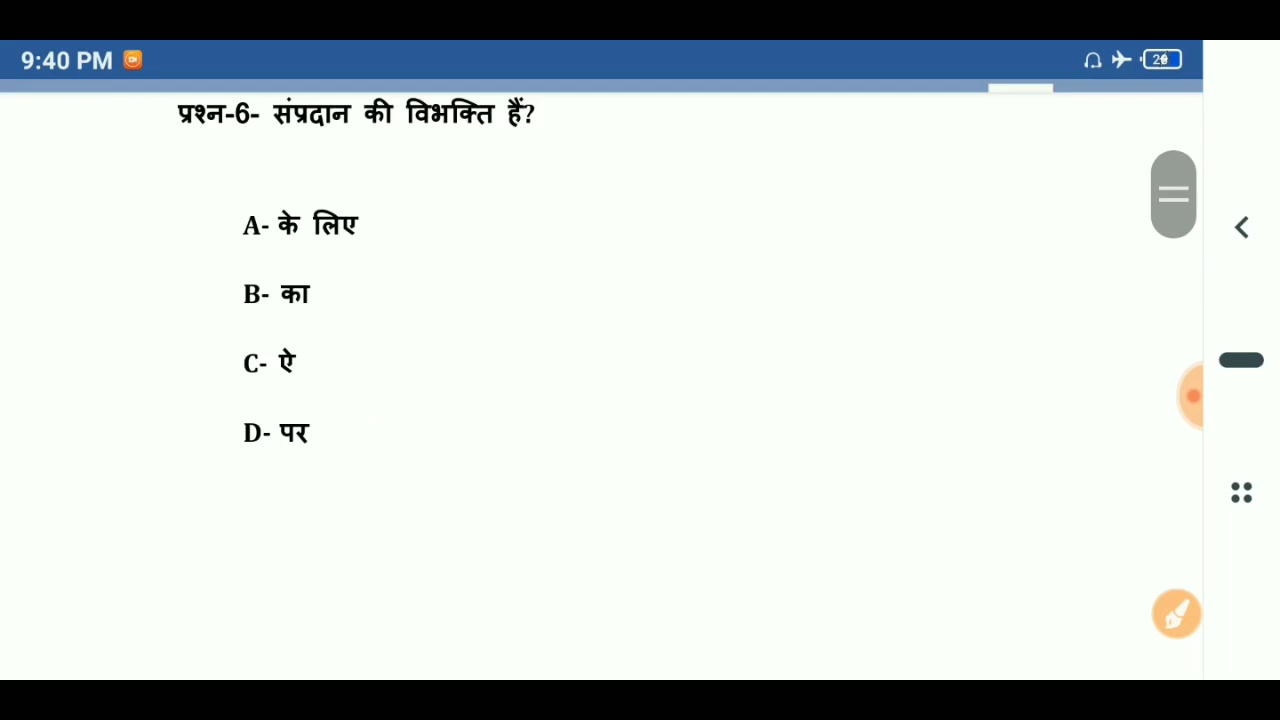 9:40 PM
प्रश्न-6- संप्रदान की विभक्ति हैं?
A- के लिए
B- का
C- ऐ
D- पर